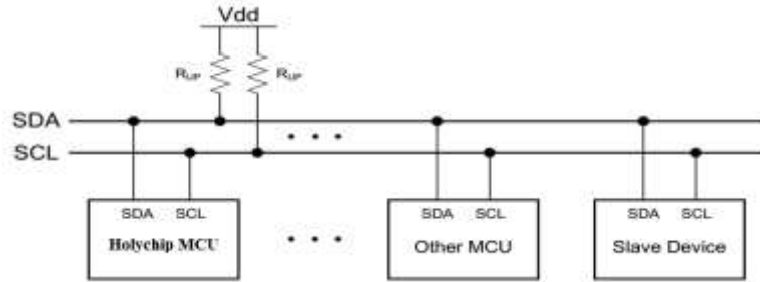 Vdd
RUP RUP
SDA
SCL
SDA SCL SDA SCL SDA SCL
Holychip MCU Other MCU Slave Device